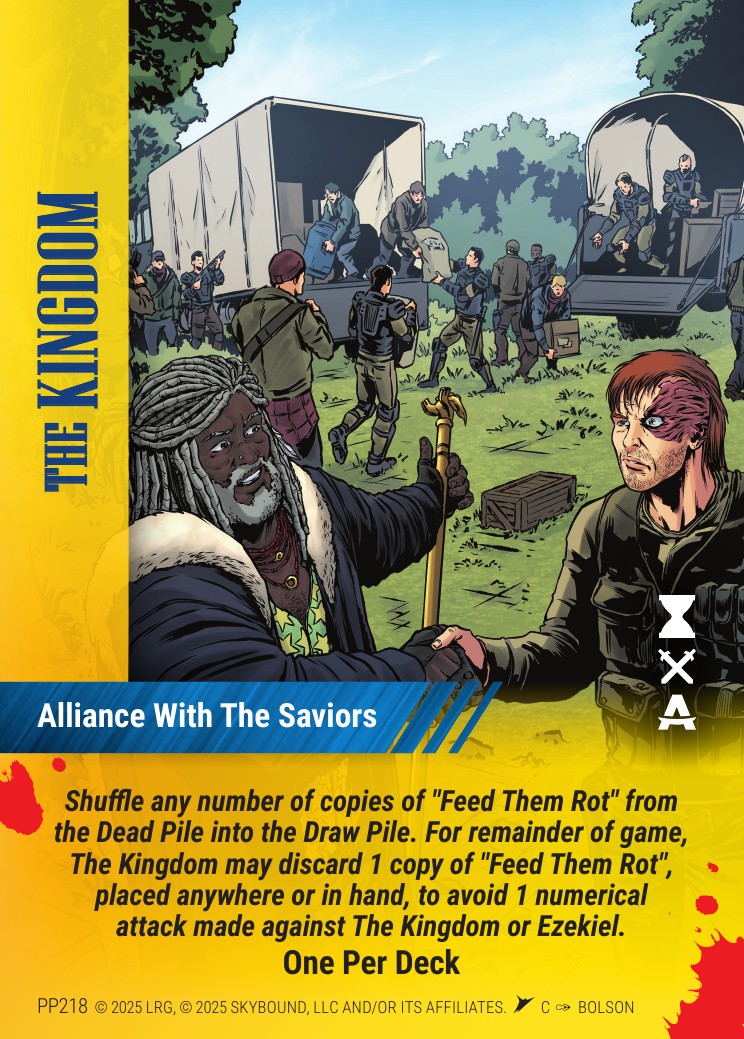 THE KINGDOM
Alliance With The Saviors
Shuffle any number of copies of "Feed Them Rot" from
the Dead Pile into the Draw Pile. For remainder of game,
The Kingdom may discard 1 copy of "Feed Them Rot",
placed anywhere or in hand, to avoid 1 numerical
attack made against The Kingdom or Ezekiel.
One Per Deck
PP218 © 2025 LRG, © 2025 SKYBOUND, LLC AND/OR ITS AFFILIATES. C BOLSON